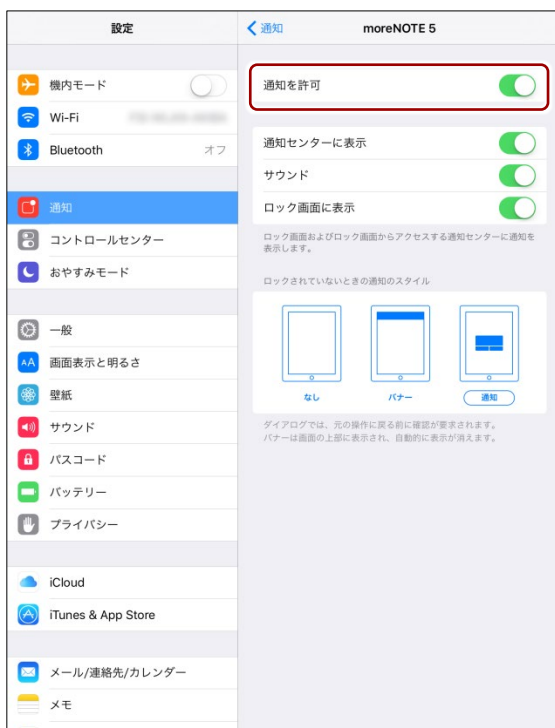 設定
機内モード
Wi-Fi
Bluetooth オフ
通知
コントロールセンター
おやすみモード
一般
画面表示と明るさ
壁紙
サウンド
パスコード
バッテリー
プライバシー
iCloud
iTunes & App Store
メール/連絡先/カレンダー
メモ
通知 moreNOTE 5
通知を許可
通知センターに表示
サウンド
ロック画面に表示
ロック画面およびロック画面からアクセスする通知センターに通知を
表示します。
ロックされていないときの通知のスタイル
なし バナー 通知
ダイアログでは、元の操作に戻る前に確認が要求されます。
バナーは画面の上部に表示され、自動的に表示が消えます。